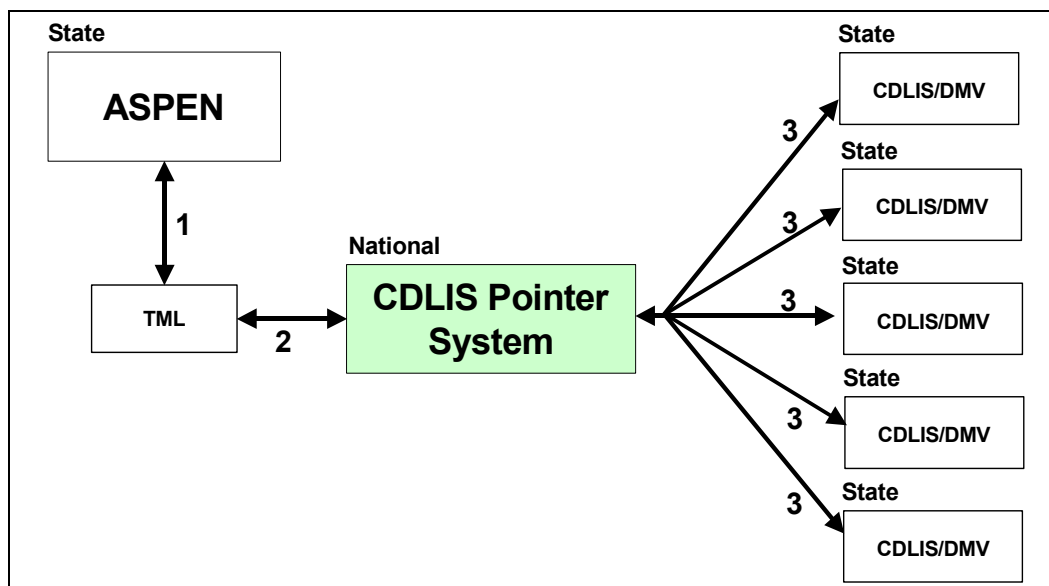 State
ASPEN
1
TML
2
National
CDLIS Pointer
System
3
State
CDLIS/DMV
3
State
CDLIS/DMV
3
State
CDLIS/DMV
3
State
CDLIS/DMV
3
State
CDLIS/DMV